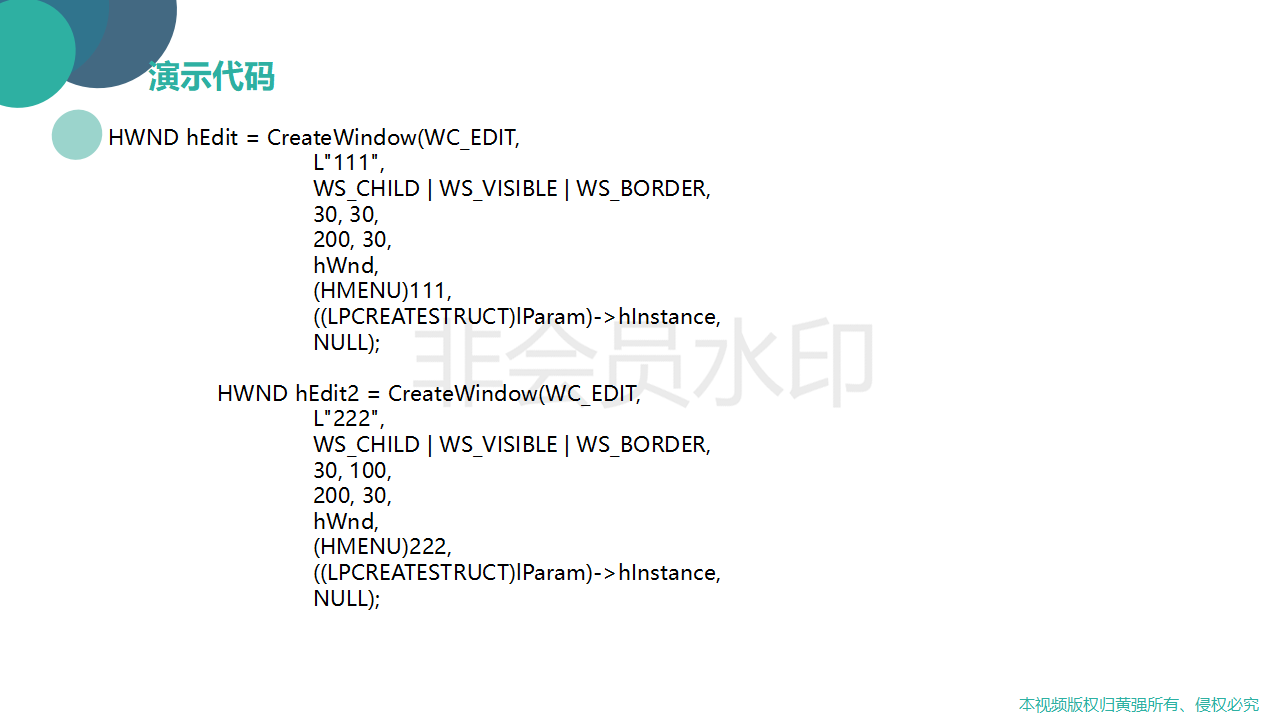 演示代码
HWND hEdit = CreateWindow(WC_EDIT,
L"111",
WS_CHILD | WS_VISIBLE | WS_BORDER,
30, 30,
200, 30,
hWnd,
(HMENU)111,
((LPCREATESTRUCT)lParam)->hInstance,
NULL);
非会员水印
HWND hEdit2 = CreateWindow(WC_EDIT,
L"222",
WS_CHILD | WS_VISIBLE | WS_BORDER,
30, 100,
200, 30,
hWnd,
(HMENU)222,
((LPCREATESTRUCT)lParam)->hInstance,
NULL);
本视频版权归黄强所有、侵权必究